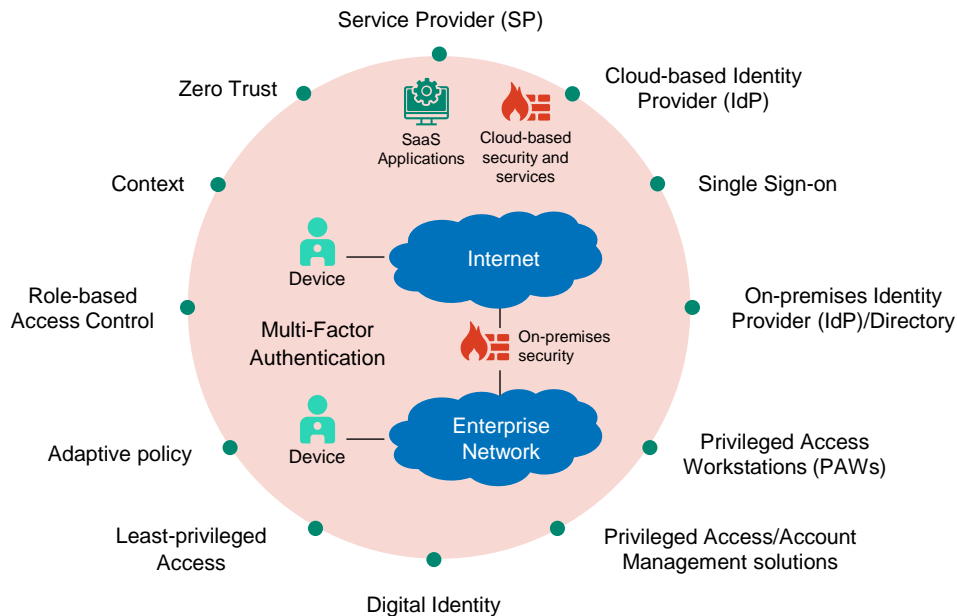 Service Provider (SP)
Zero Trust
Cloud-based Identity
Provider (IdP)
SaaS
Applications
Cloud-based
security and
services
Context
Single Sign-on
Internet
Device
Role-based
Access Control
Multi-Factor
Authentication
On-premises
security
On-premises Identity
Provider (IdP)/Directory
Adaptive policy
Device
Enterprise
Network
Privileged Access
Workstations (PAWs)
Least-privileged
Access
Privileged Access/Account
Management solutions
Digital Identity